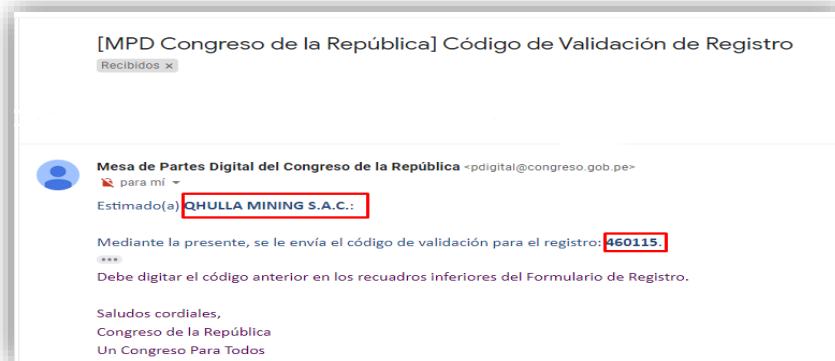 [MPD Congreso de la República] Código de Validación de Registro
Recibidos x
Mesa de Partes Digital del Congreso de la República <pdigital@congreso.gob.pe>
para mí
Estimado(a) QHULLA MINING S.A.C.:
Mediante la presente, se le envía el código de validación para el registro: 460115.
Debe digitar el código anterior en los recuadros inferiores del Formulario de Registro.
Saludos cordiales,
Congreso de la República
Un Congreso Para Todos